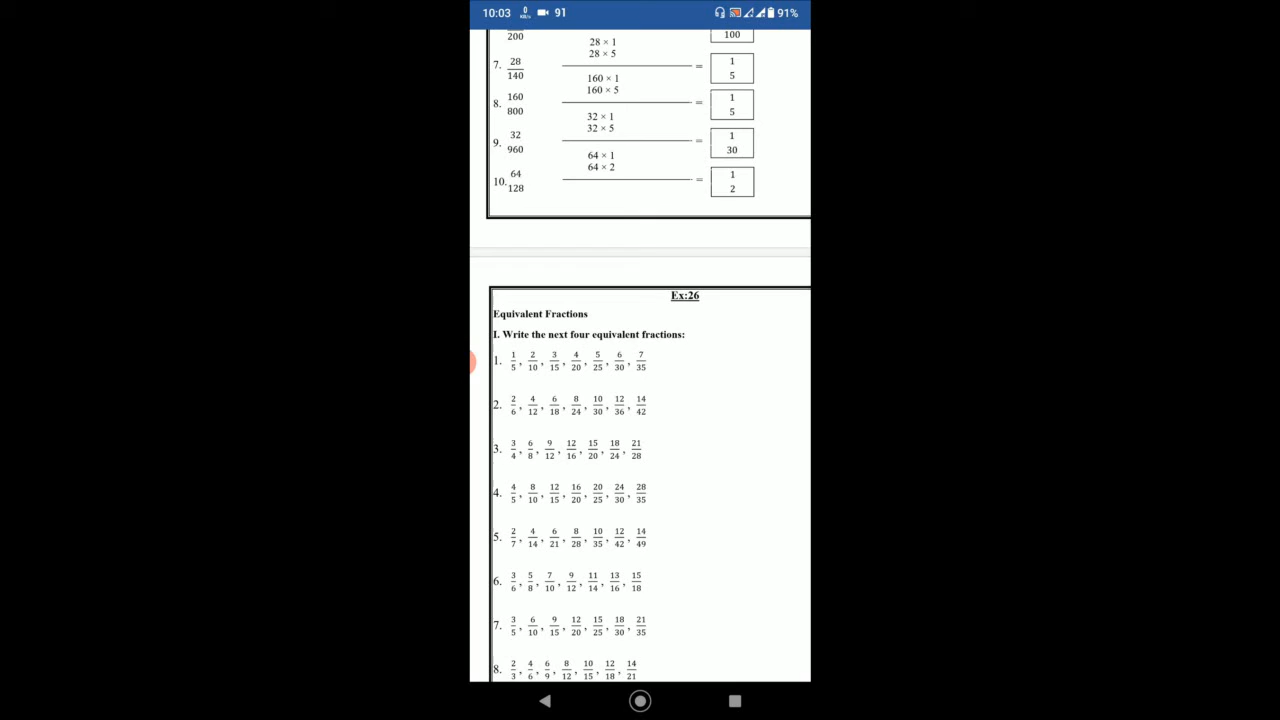 10:03 0 KB/s 91 91%
200 100
28 × 1
28 × 5
7. 28/140 = 1/5
160 × 1
160 × 5
8. 160/800 = 1/5
32 × 1
32 × 5
9. 32/960 = 1/30
64 × 1
64 × 2
10. 64/128 = 1/2
Ex:26
Equivalent Fractions
I. Write the next four equivalent fractions:
1. 1/5, 2/10, 3/15, 4/20, 5/25, 6/30, 7/35
2. 2/6, 4/12, 6/18, 8/24, 10/30, 12/36, 14/42
3. 3/4, 6/8, 9/12, 12/16, 15/20, 18/24, 21/28
4. 4/5, 8/10, 12/15, 16/20, 20/25, 24/30, 28/35
5. 2/7, 4/14, 6/21, 8/28, 10/35, 12/42, 14/49
6. 3/6, 5/8, 7/10, 9/12, 11/14, 13/16, 15/18
7. 3/5, 6/10, 9/15, 12/20, 15/25, 18/30, 21/35
8. 2/3, 4/6, 6/9, 8/12, 10/15, 12/18, 14/21